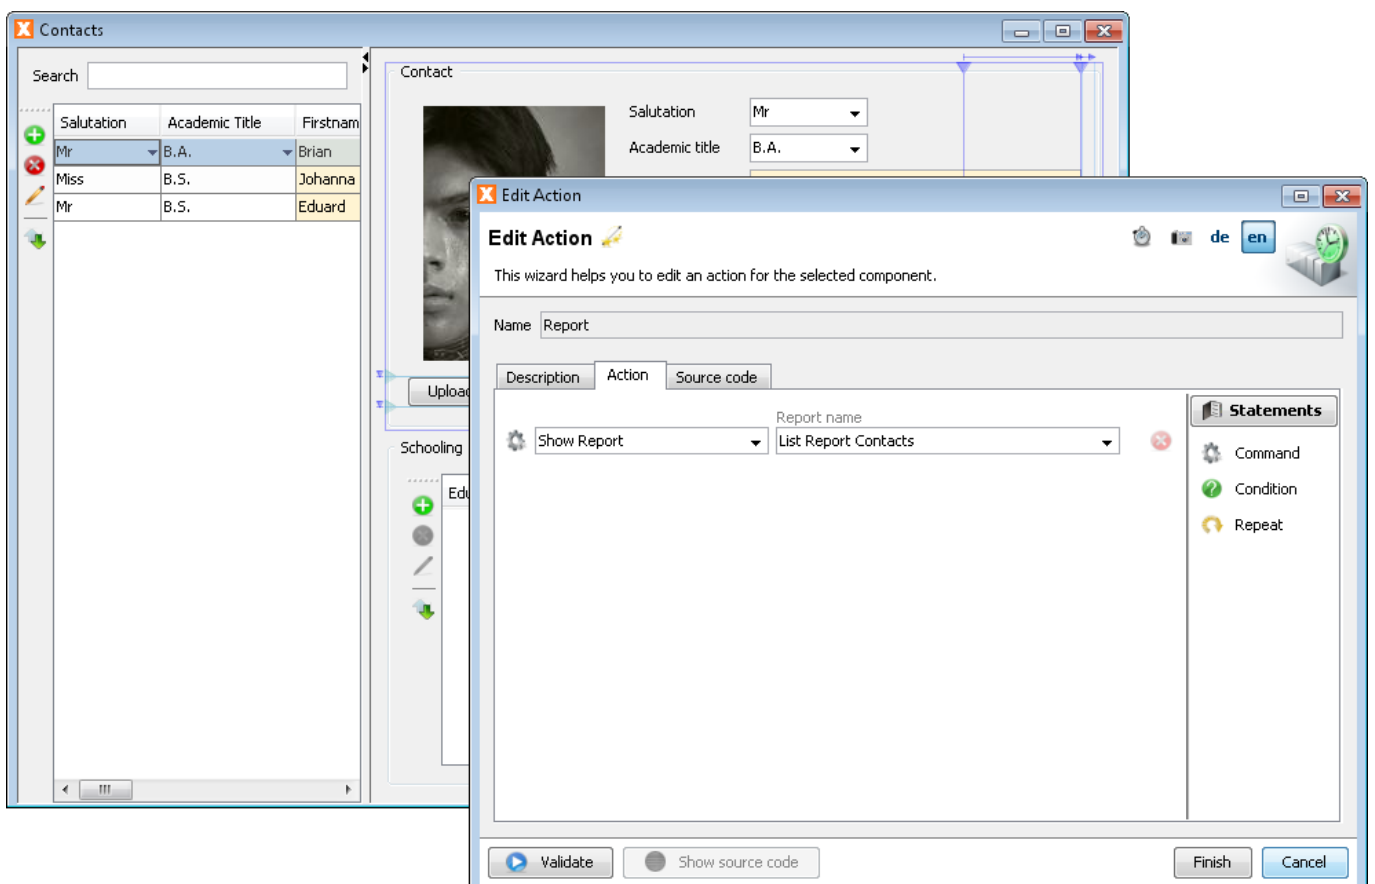 Contacts
Search
Salutation Academic Title Firstnam
Mr B.A. Brian
Miss B.S. Johanna
Mr B.S. Eduard
Contact
Salutation Mr
Academic title B.A.
Upload
Schooling
Edu
Edit Action
Edit Action
de en
This wizard helps you to edit an action for the selected component.
Name Report
Description Action Source code
Report name
Show Report List Report Contacts
Statements
Command
Condition
Repeat
Validate Show source code Finish Cancel